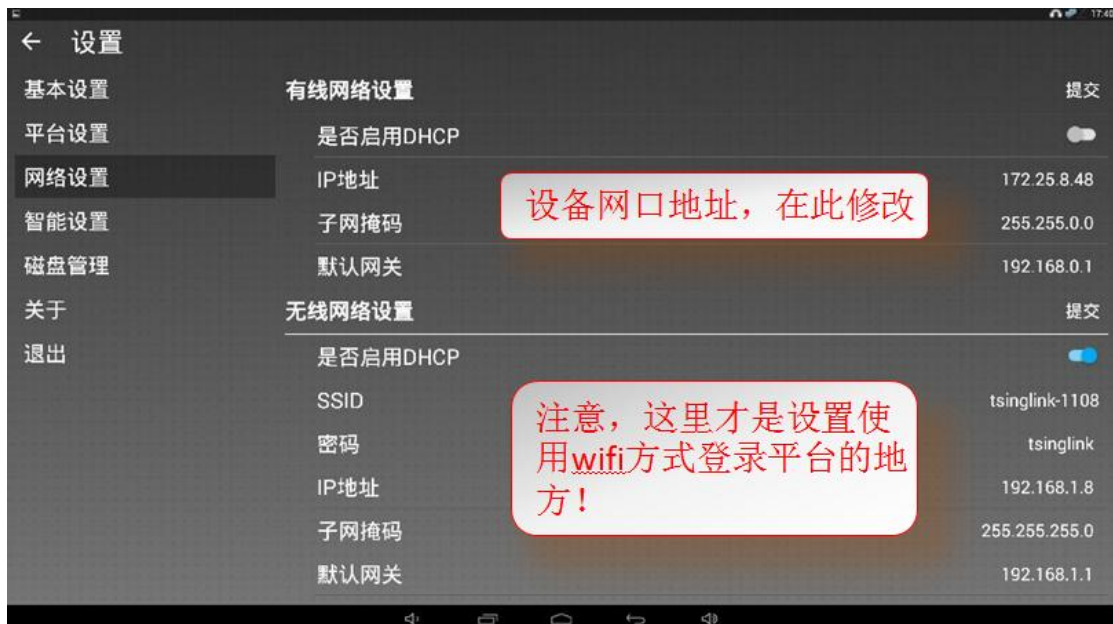 17:40
设置
基本设置
平台设置
网络设置
智能设置
磁盘管理
关于
退出
有线网络设置 提交
是否启用DHCP
IP地址 172.25.8.48
子网掩码 255.255.0.0
默认网关 192.168.0.1
设备网口地址，在此修改
无线网络设置 提交
是否启用DHCP
SSID tsinglink-1108
密码 tsinglink
IP地址 192.168.1.8
子网掩码 255.255.255.0
默认网关 192.168.1.1
注意，这里才是设置使
用wifi方式登录平台的地
方！